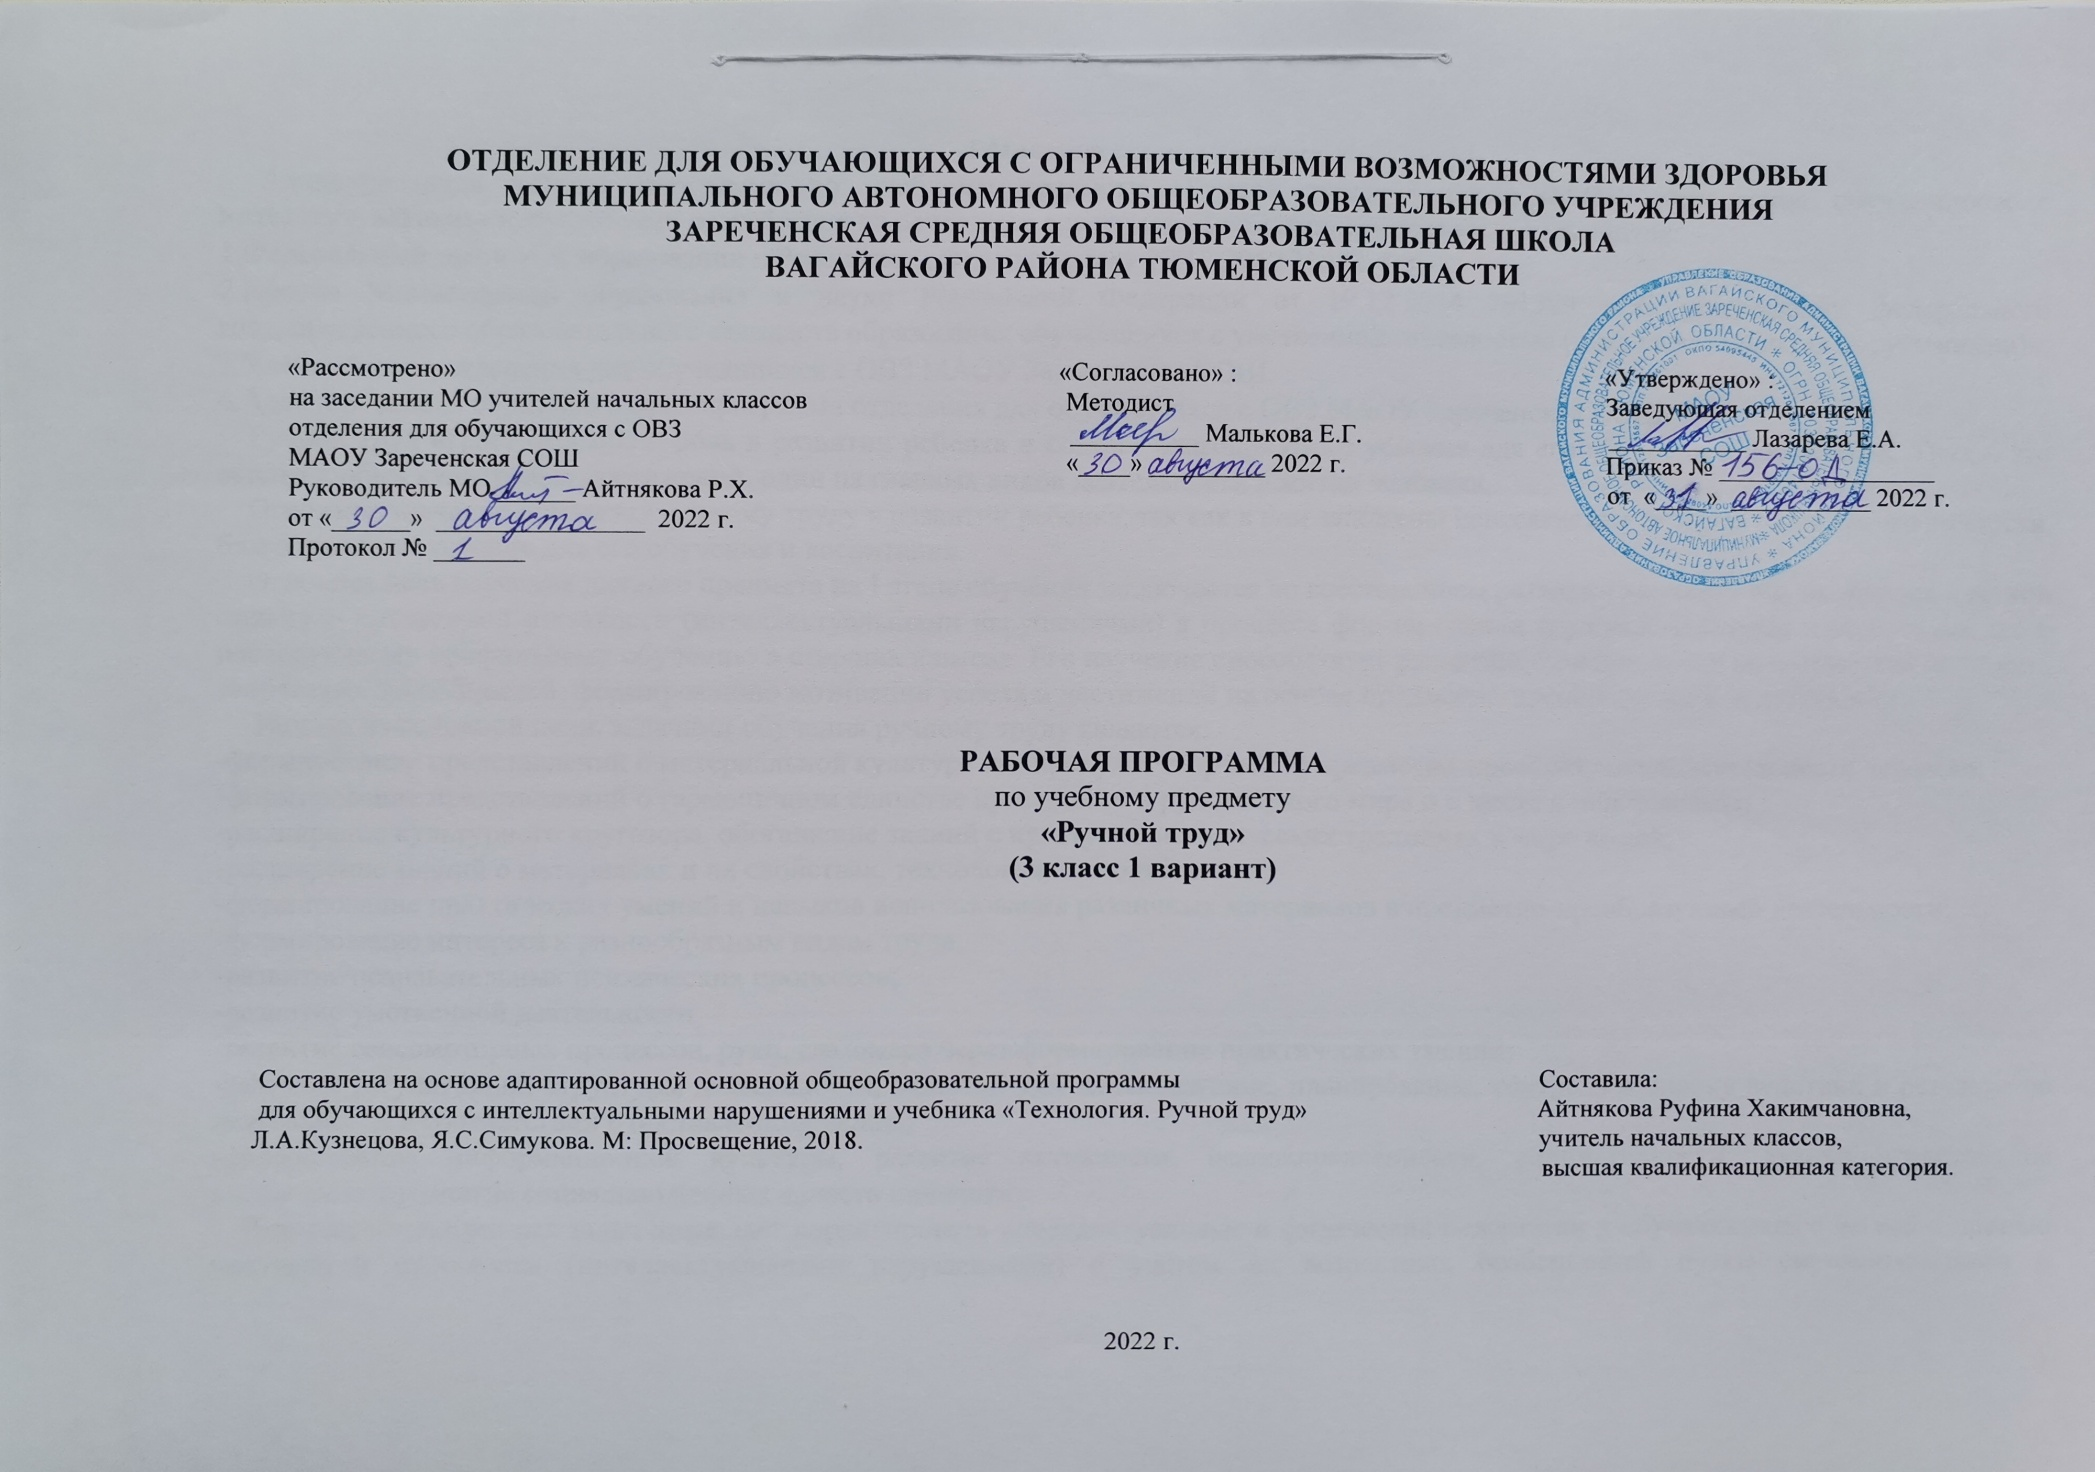 ОТДЕЛЕНИЕ ДЛЯ ОБУЧАЮЩИХСЯ С ОГРАНИЧЕННЫМИ ВОЗМОЖНОСТЯМИ ЗДОРОВЬЯ
МУНИЦИПАЛЬНОГО АВТОНОМНОГО ОБЩЕОБРАЗОВАТЕЛЬНОГО УЧРЕЖДЕНИЯ
ЗАРЕЧЕНСКАЯ СРЕДНЯЯ ОБЩЕОБРАЗОВАТЕЛЬНАЯ ШКОЛА
ВАГАЙСКОГО РАЙОНА ТЮМЕНСКОЙ ОБЛАСТИ
«Рассмотрено»
на заседании МО учителей начальных классов
отделения для обучающихся с ОВЗ
МАОУ Зареченская СОШ
Руководитель МО Айтнякова Р.Х.
от «30» августа 2022 г.
Протокол № 1
«Согласовано» :
Методист
Малькова Е.Г.
«30» августа 2022 г.
«Утверждено» :
Заведующая отделением
Лазарева Е.А.
Приказ № 156-ОД
от «31» августа 2022 г.
МАОУ
Зареченская
СОШ
РАБОЧАЯ ПРОГРАММА
по учебному предмету
«Ручной труд»
(3 класс 1 вариант)
Составлена на основе адаптированной основной общеобразовательной программы
для обучающихся с интеллектуальными нарушениями и учебника «Технология. Ручной труд»
Л.А.Кузнецова, Я.С.Симукова. М: Просвещение, 2018.
Составила:
Айтнякова Руфина Хакимчановна,
учитель начальных классов,
высшая квалификационная категория.
2022 г.